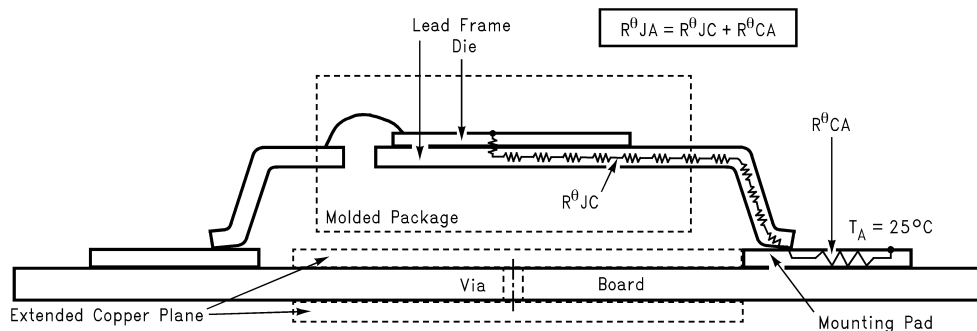 RθJA = RθJC + RθCA
Lead Frame
Die
RθCA
RθJC
Molded Package
TA = 25°C
Via
Board
Extended Copper Plane
Mounting Pad